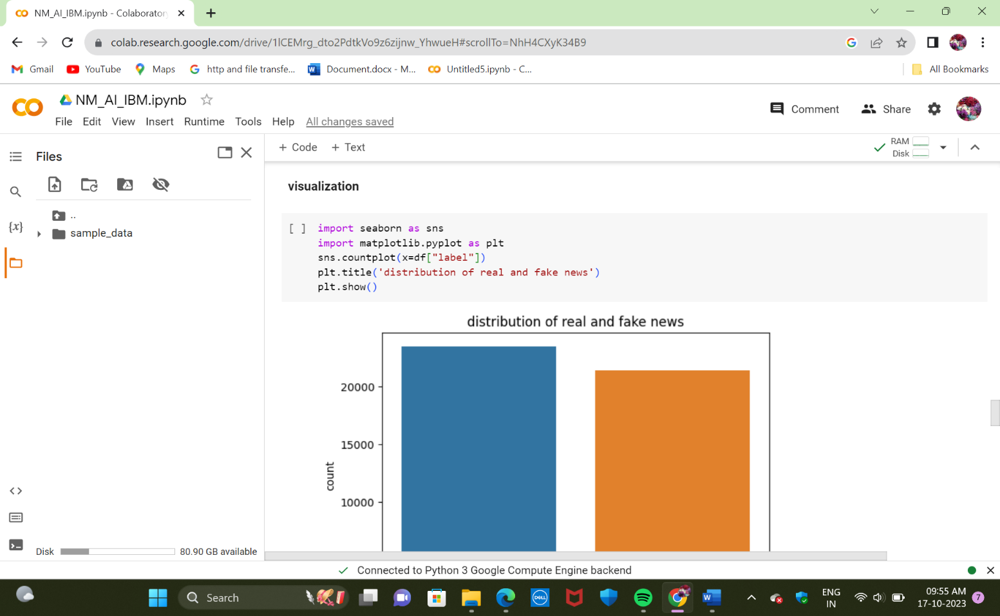 NM_AI_IBM.ipynb - Colaboratory
colab.research.google.com/drive/1lCEMrg_dto2PdtkVo9z6zijnw_YhwueH#scrollTo=NhH4CXyK34B9
Gmail YouTube Maps http and file transfe... Document.docx - M... Untitled5.ipynb - C... All Bookmarks
NM_AI_IBM.ipynb
Comment Share
File Edit View Insert Runtime Tools Help All changes saved
Files
+ Code + Text
RAM
Disk
{x}
..
sample_data
visualization
[ ] import seaborn as sns
import matplotlib.pyplot as plt
sns.countplot(x=df["label"])
plt.title('distribution of real and fake news')
plt.show()
distribution of real and fake news
20000
15000
10000
count
Disk 80.90 GB available
Connected to Python 3 Google Compute Engine backend
Search
DELL
W
ENG
IN
09:55 AM
17-10-2023
7